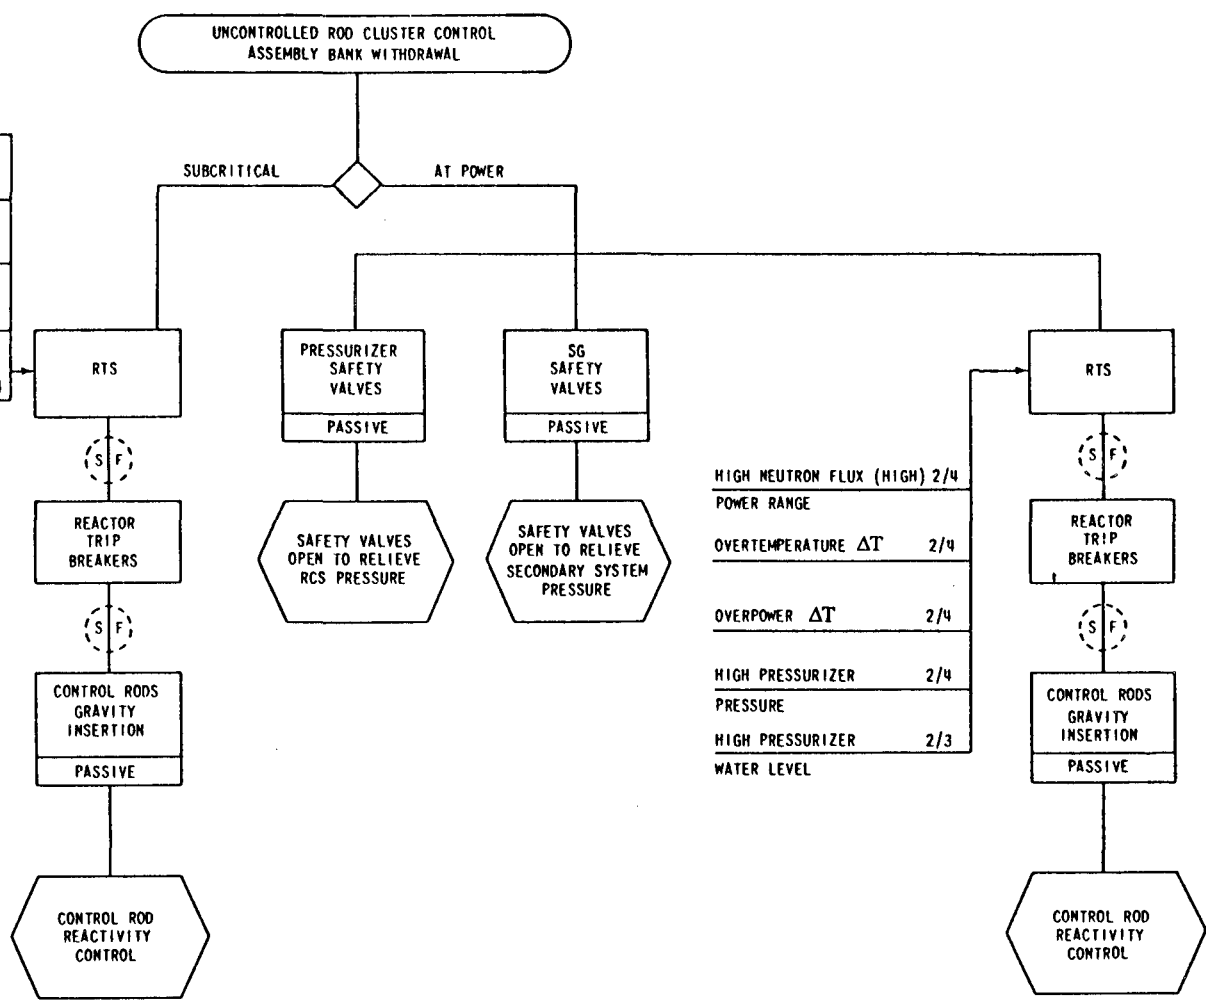 UNCONTROLLED ROD CLUSTER CONTROL
ASSEMBLY BANK WITHDRAWAL
SUBCRITICAL
AT POWER
RTS
PRESSURIZER
SAFETY
VALVES
PASSIVE
SG
SAFETY
VALVES
PASSIVE
RTS
S F
S F
HIGH NEUTRON FLUX (HIGH) 2/4
POWER RANGE
OVERTEMPERATURE ΔT 2/4
OVERPOWER ΔT 2/4
HIGH PRESSURIZER 2/4
PRESSURE
HIGH PRESSURIZER 2/3
WATER LEVEL
REACTOR
TRIP
BREAKERS
SAFETY VALVES
OPEN TO RELIEVE
RCS PRESSURE
SAFETY VALVES
OPEN TO RELIEVE
SECONDARY SYSTEM
PRESSURE
REACTOR
TRIP
BREAKERS
S F
S F
CONTROL RODS
GRAVITY
INSERTION
PASSIVE
CONTROL RODS
GRAVITY
INSERTION
PASSIVE
CONTROL ROD
REACTIVITY
CONTROL
CONTROL ROD
REACTIVITY
CONTROL